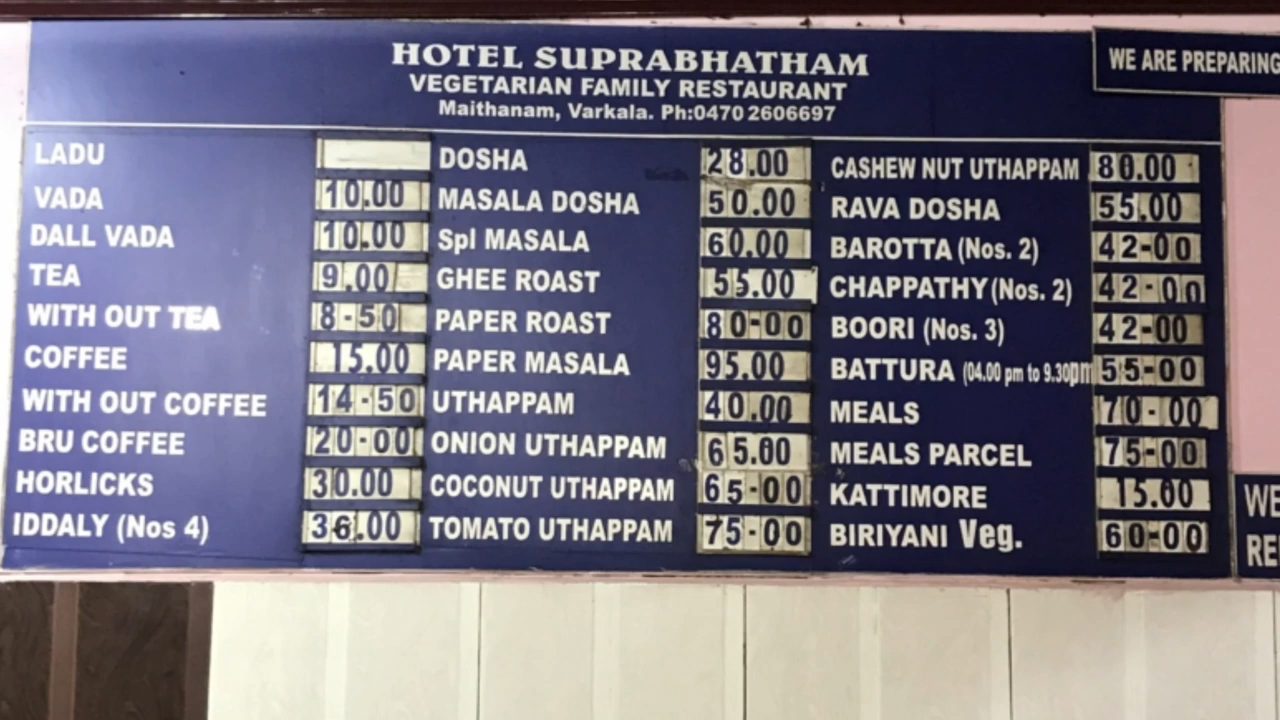 HOTEL SUPRABHATHAM
VEGETARIAN FAMILY RESTAURANT
Maithanam, Varkala. Ph:0470 2606697
WE ARE PREPARING
LADU
VADA 10.00
DALL VADA 10.00
TEA 9.00
WITH OUT TEA 8-50
COFFEE 15.00
WITH OUT COFFEE 14-50
BRU COFFEE 20-00
HORLICKS 30.00
IDDALY (Nos 4) 36.00
DOSHA 28.00
MASALA DOSHA 50.00
Spl MASALA 60.00
GHEE ROAST 55.00
PAPER ROAST 80-00
PAPER MASALA 95.00
UTHAPPAM 40.00
ONION UTHAPPAM 65.00
COCONUT UTHAPPAM 65-00
TOMATO UTHAPPAM 75-00
CASHEW NUT UTHAPPAM 80.00
RAVA DOSHA 55.00
BAROTTA (Nos. 2) 42-00
CHAPPATHY (Nos. 2) 42-00
BOORI (Nos. 3) 42-00
BATTURA (04.00 pm to 9.30pm 55-00
MEALS 70-00
MEALS PARCEL 75-00
KATTIMORE 15.00
BIRIYANI Veg. 60-00
WE